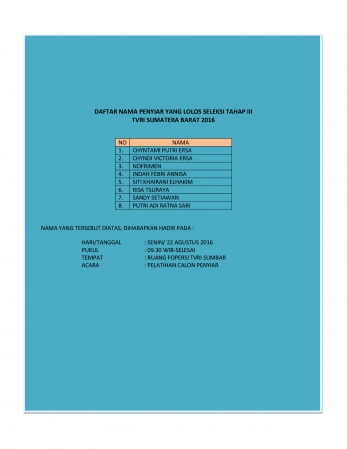 DAFTAR NAMA PENYIAR YANG LOLOS SELEKSI TAHAP III
TVRI SUMATERA BARAT 2016
NO NAMA
1. CHYNTAMI PUTRI ERSA
2. CHYNDI VICTORIA ERSA
3. NOFRIMEN
4. INDAH FEBRI ANNISA
5. SITI KHAIRANI ELHAKIM
6. RISA TSURAYA
7. SANDY SETIAWAN
8. PUTRI ADI RATNA SARI
NAMA YANG TERSEBUT DIATAS, DIHARAPKAN HADIR PADA :
HARI/TANGGAL : SENIN/ 22 AGUSTUS 2016
PUKUL : 09.30 WIB-SELESAI
TEMPAT : RUANG FOPERSI TVRI SUMBAR
ACARA : PELATIHAN CALON PENYIAR